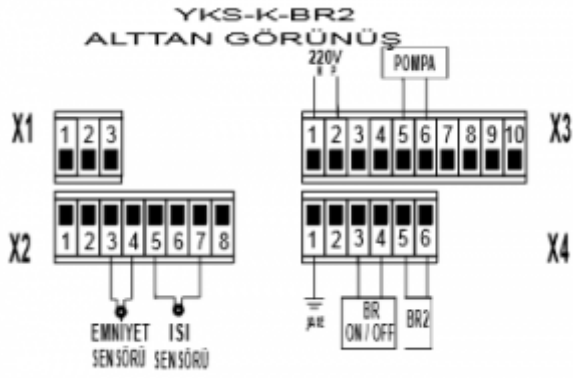 YKS-K-BR2
ALTTAN GÖRÜNÜŞ
220V
POMPA
X1
1 2 3
1 2 3 4 5 6 7 8 9 10
X3
X2
1 2 3 4 5 6 7 8
1 2 3 4 5 6
X4
EMNİYET
SENSÖRÜ
ISI
SENSÖRÜ
BR
ON / OFF
BR2